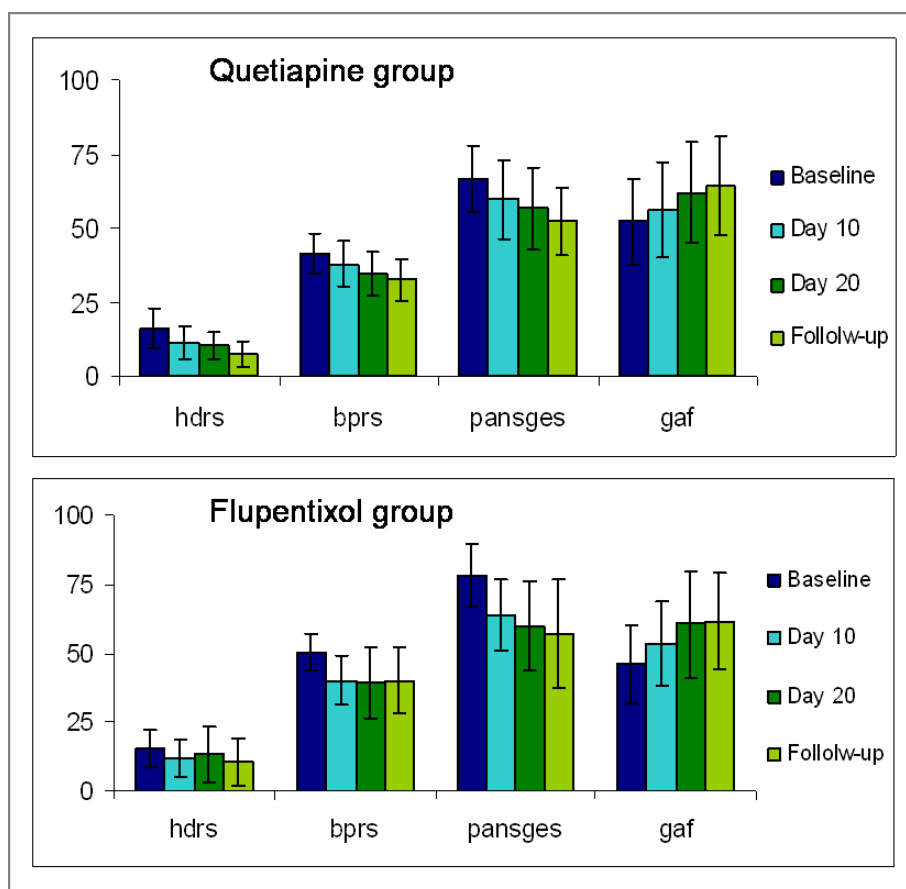 Quetiapine group
100
75
50
25
0
hdrs bprs pansges gaf
Baseline
Day 10
Day 20
Follolw-up
Flupentixol group
100
75
50
25
0
hdrs bprs pansges gaf
Baseline
Day 10
Day 20
Follolw-up